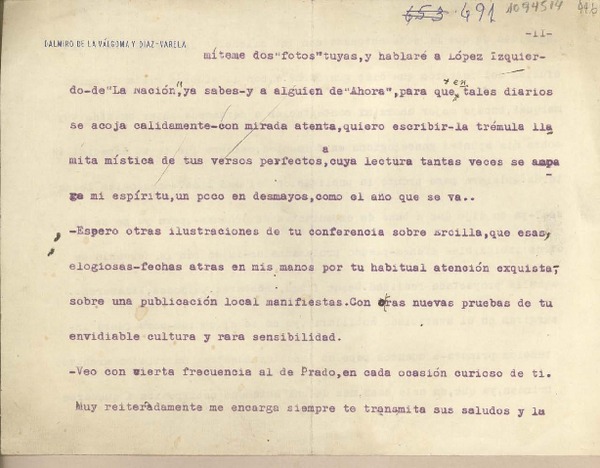 653 . 491 1094514 446
-11-
DALMIRO DE LA VÁLGOMA Y DIAZ-VARELA
míteme dos"fotos"tuyas,y hablaré a López Izquier-
do-de"La Nación",ya sabes-y a alguien de"Ahora",para que en tales diarios
se acoja calidamente-con mirada atenta,quiero escribir-la trémula lla
mita mística de tus versos perfectos,a cuya lectura tantas veces se ampa
ra mi espíritu,un poco en desmayos,como el año que se va..
-Espero otras ilustraciones de tu conferencia sobre Ercilla,que esas,
elogiosas-fechas atras en mis manos por tu habitual atención exquista,
sobre una publicación local manifiestas.Con otras nuevas pruebas de tu
envidiable cultura y rara sensibilidad.
-Veo con cierta frecuencia al de Prado,en cada ocasión curioso de ti.
Muy reiteradamente me encarga siempre te transmita sus saludos y la